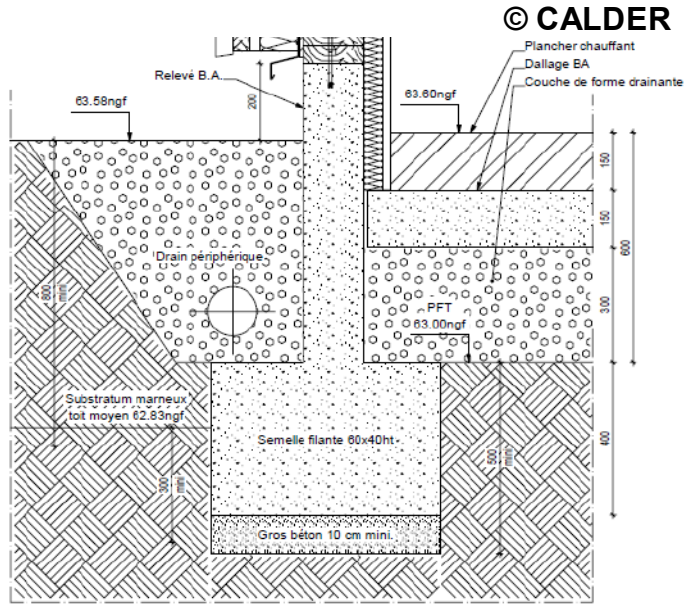 © CALDER
Plancher chauffant
Dallage BA
Couche de forme drainante
Relevé B.A.
200
63.58ngf
63.60ngf
150
150
600
300
Drain périphérique
800
mini
PFT
63.00ngf
Substratum marneux
toit moyen 62.83ngf
Semelle filante 60x40ht
300
mini
500
mini
400
Gros béton 10 cm mini.